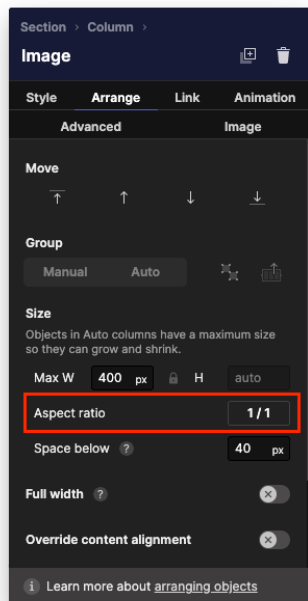 Section › Column ›
Image
Style Arrange Link Animation
Advanced Image
Move
Group
Manual Auto
Size
Objects in Auto columns have a maximum size
so they can grow and shrink.
Max W 400 px H auto
Aspect ratio 1 / 1
Space below ? 40 px
Full width ?
Override content alignment
i Learn more about arranging objects